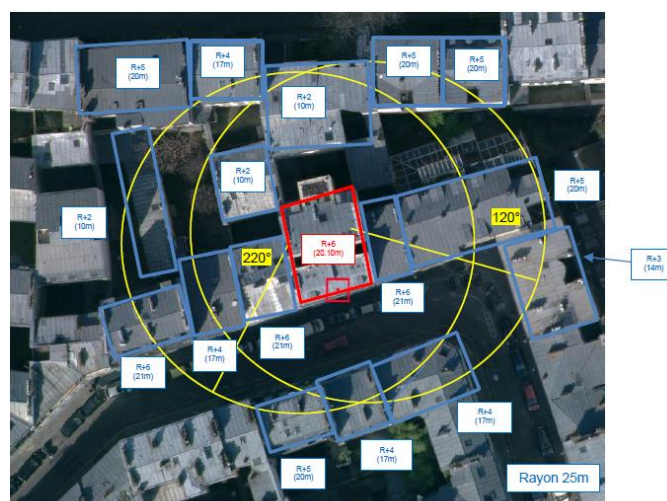 R+5
(20m)
R+4
(17m)
R+5
(20m)
R+5
(20m)
R+2
(10m)
R+2
(10m)
R+5
(20m)
R+2
(10m)
120°
R+6
(20.10m)
220°
R+3
(14m)
R+6
(21m)
R+6
(21m)
R+4
(17m)
R+6
(21m)
R+4
(17m)
R+4
(17m)
R+5
(20m)
Rayon 25m